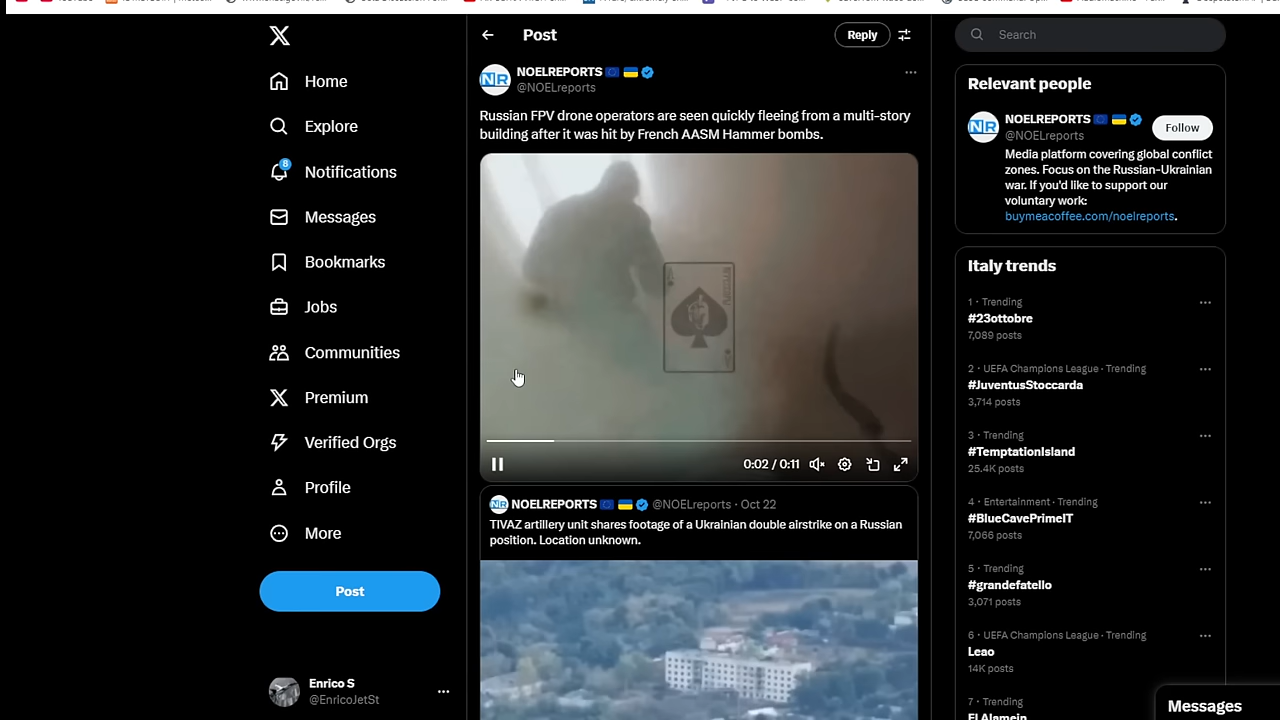 Post
Reply
Search
Home
Explore
8
Notifications
Messages
Bookmarks
Jobs
Communities
Premium
Verified Orgs
Profile
More
Post
Enrico S
@EnricoJetSt
NR
NOELREPORTS
@NOELreports
Russian FPV drone operators are seen quickly fleeing from a multi-story
building after it was hit by French AASM Hammer bombs.
0:02 / 0:11
NR
NOELREPORTS
@NOELreports · Oct 22
TIVAZ artillery unit shares footage of a Ukrainian double airstrike on a Russian
position. Location unknown.
Relevant people
NR
NOELREPORTS
@NOELreports
Follow
Media platform covering global conflict
zones. Focus on the Russian-Ukrainian
war. If you'd like to support our
voluntary work:
buymeacoffee.com/noelreports.
Italy trends
1 · Trending
#23ottobre
7,089 posts
2 · UEFA Champions League · Trending
#JuventusStoccarda
3,714 posts
3 · Trending
#TemptationIsland
25.4K posts
4 · Entertainment · Trending
#BlueCavePrimeIT
7,066 posts
5 · Trending
#grandefatello
3,071 posts
6 · UEFA Champions League · Trending
Leao
14K posts
7 · Trending
El Alamein
Messages